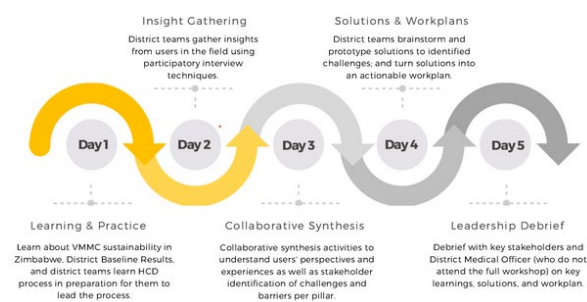 Insight Gathering
District teams gather insights
from users in the field using
participatory interview
techniques.
Solutions & Workplans
District teams brainstorm and
prototype solutions to identified
challenges; and turn solutions into
an actionable workplan.
Day 1
Day 2
Day 3
Day 4
Day 5
Learning & Practice
Learn about VMMC sustainability in
Zimbabwe, District Baseline Results,
and district teams learn HCD
process in preparation for them to
lead the process.
Collaborative Synthesis
Collaborative synthesis activities to
understand users' perspectives and
experiences as well as stakeholder
identification of challenges and
barriers per pillar.
Leadership Debrief
Debrief with key stakeholders and
District Medical Officer (who do not
attend the full workshop) on key
learnings, solutions, and workplan